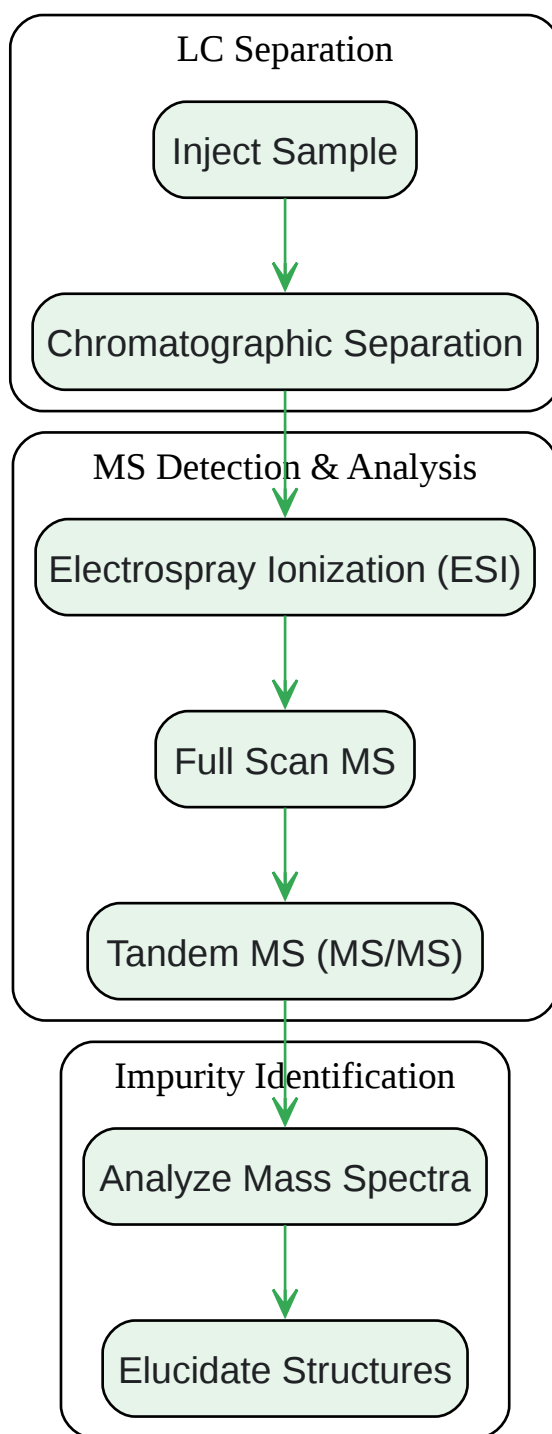 LC Separation
Inject Sample
Chromatographic Separation
MS Detection & Analysis
Electrospray Ionization (ESI)
Full Scan MS
Tandem MS (MS/MS)
Impurity Identification
Analyze Mass Spectra
Elucidate Structures